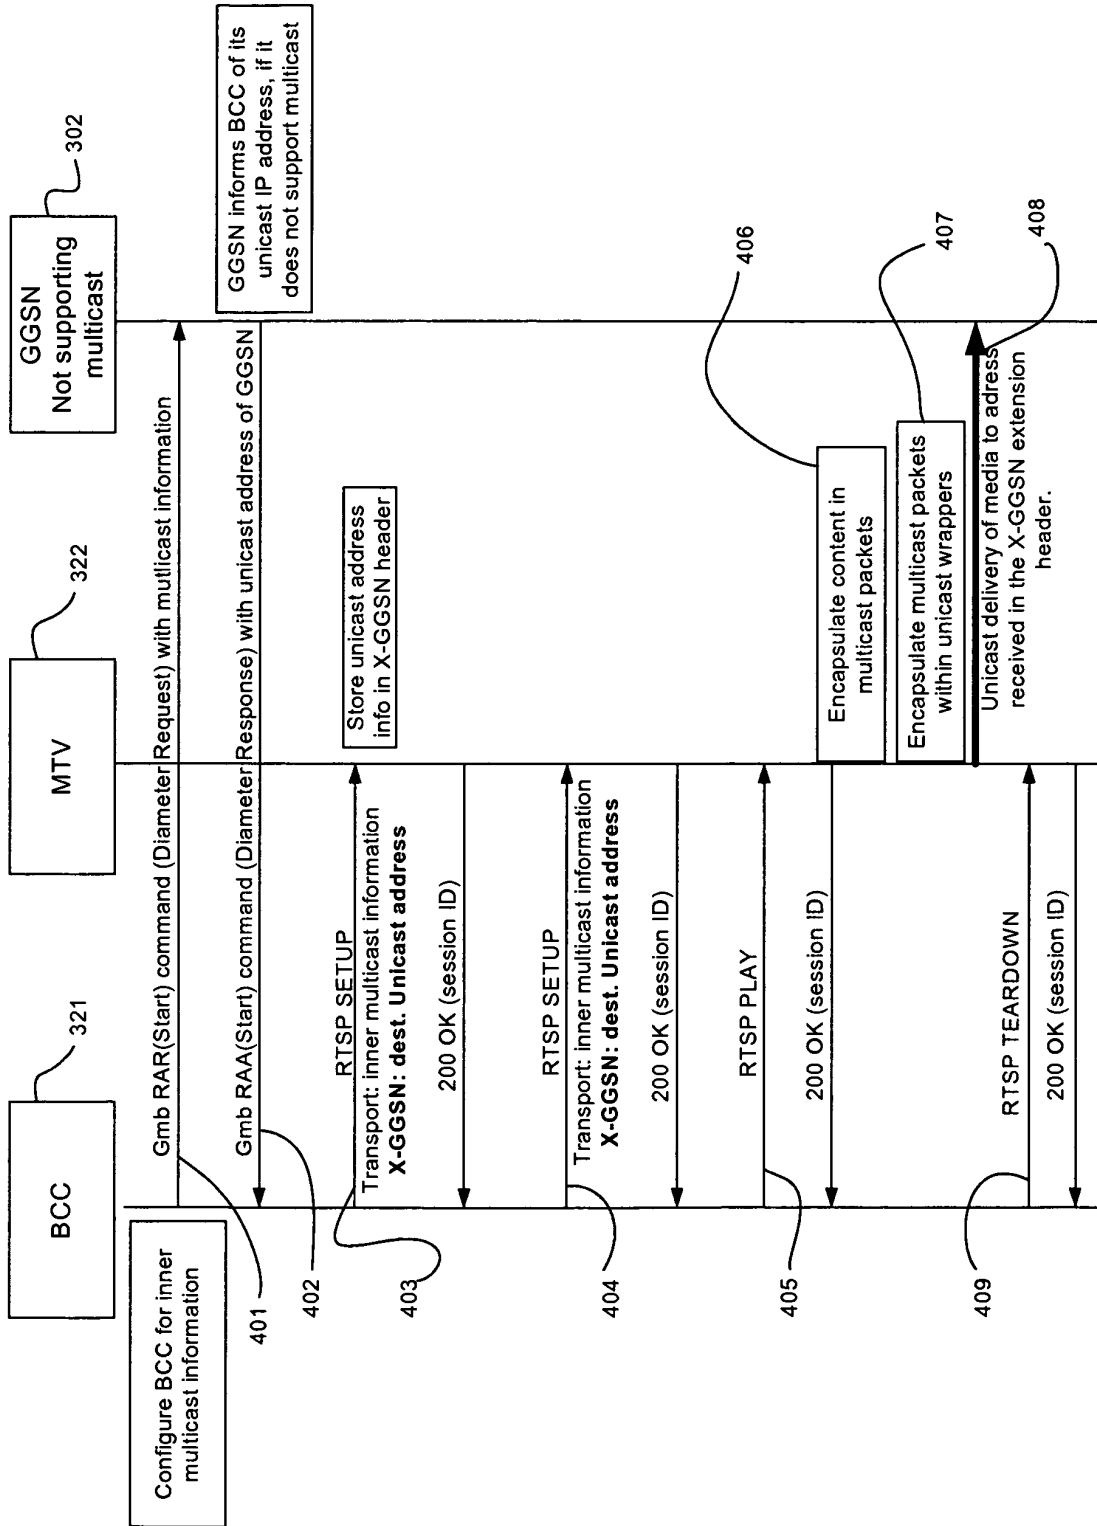 BCC
321
MTV
322
GGSN
Not supporting
multicast
302
Configure BCC for inner
multicast information
Gmb RAR(Start) command (Diameter Request) with mutlicast information
401
Gmb RAA(Start) command (Diameter Response) with unicast address of GGSN
402
GGSN informs BCC of its
unicast IP address, if it
does not support multicast
RTSP SETUP
Transport: inner multicast information
X-GGSN: dest. Unicast address
403
Store unicast address
info in X-GGSN header
200 OK (session ID)
RTSP SETUP
Transport: inner multicast information
X-GGSN: dest. Unicast address
404
200 OK (session ID)
RTSP PLAY
405
200 OK (session ID)
Encapsulate content in
multicast packets
406
Encapsulate multicast packets
within unicast wrappers
407
Unicast delivery of media to adress
received in the X-GGSN extension
header.
408
RTSP TEARDOWN
409
200 OK (session ID)